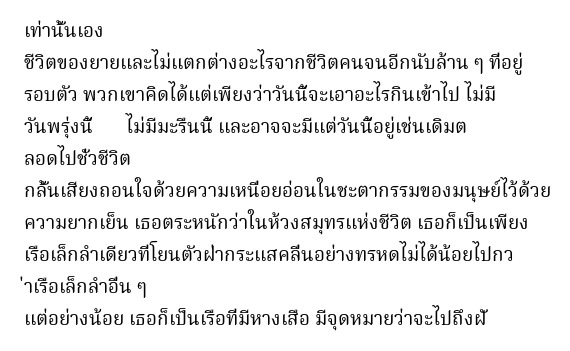 เท่านั้นเอง
ชีวิตของยายและไม่แตกต่างอะไรจากชีวิตคนจนอีกนับล้าน ๆ ที่อยู่
รอบตัว พวกเขาคิดได้แต่เพียงว่าวันนี้จะเอาอะไรกินเข้าไป ไม่มี
วันพรุ่งนี้ ไม่มีมะรืนนี้ และอาจจะมีแต่วันนี้อยู่เช่นเดิมต
ลอดไปชั่วชีวิต
กลั้นเสียงถอนใจด้วยความเหนื่อยอ่อนในชะตากรรมของมนุษย์ไว้ด้วย
ความยากเย็น เธอตระหนักว่าในห้วงสมุทรแห่งชีวิต เธอก็เป็นเพียง
เรือเล็กลำเดียวที่โยนตัวฝ่ากระแสคลื่นอย่างทรหดไม่ได้น้อยไปกว
่าเรือเล็กลำอื่น ๆ
แต่อย่างน้อย เธอก็เป็นเรือที่มีหางเสือ มีจุดหมายว่าจะไปถึงฝั่